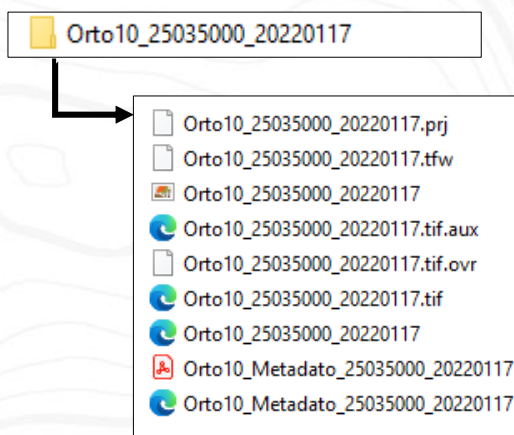 Orto10_25035000_20220117
Orto10_25035000_20220117.prj
Orto10_25035000_20220117.tfw
Orto10_25035000_20220117
Orto10_25035000_20220117.tif.aux
Orto10_25035000_20220117.tif.ovr
Orto10_25035000_20220117.tif
Orto10_25035000_20220117
Orto10_Metadato_25035000_20220117
Orto10_Metadato_25035000_20220117